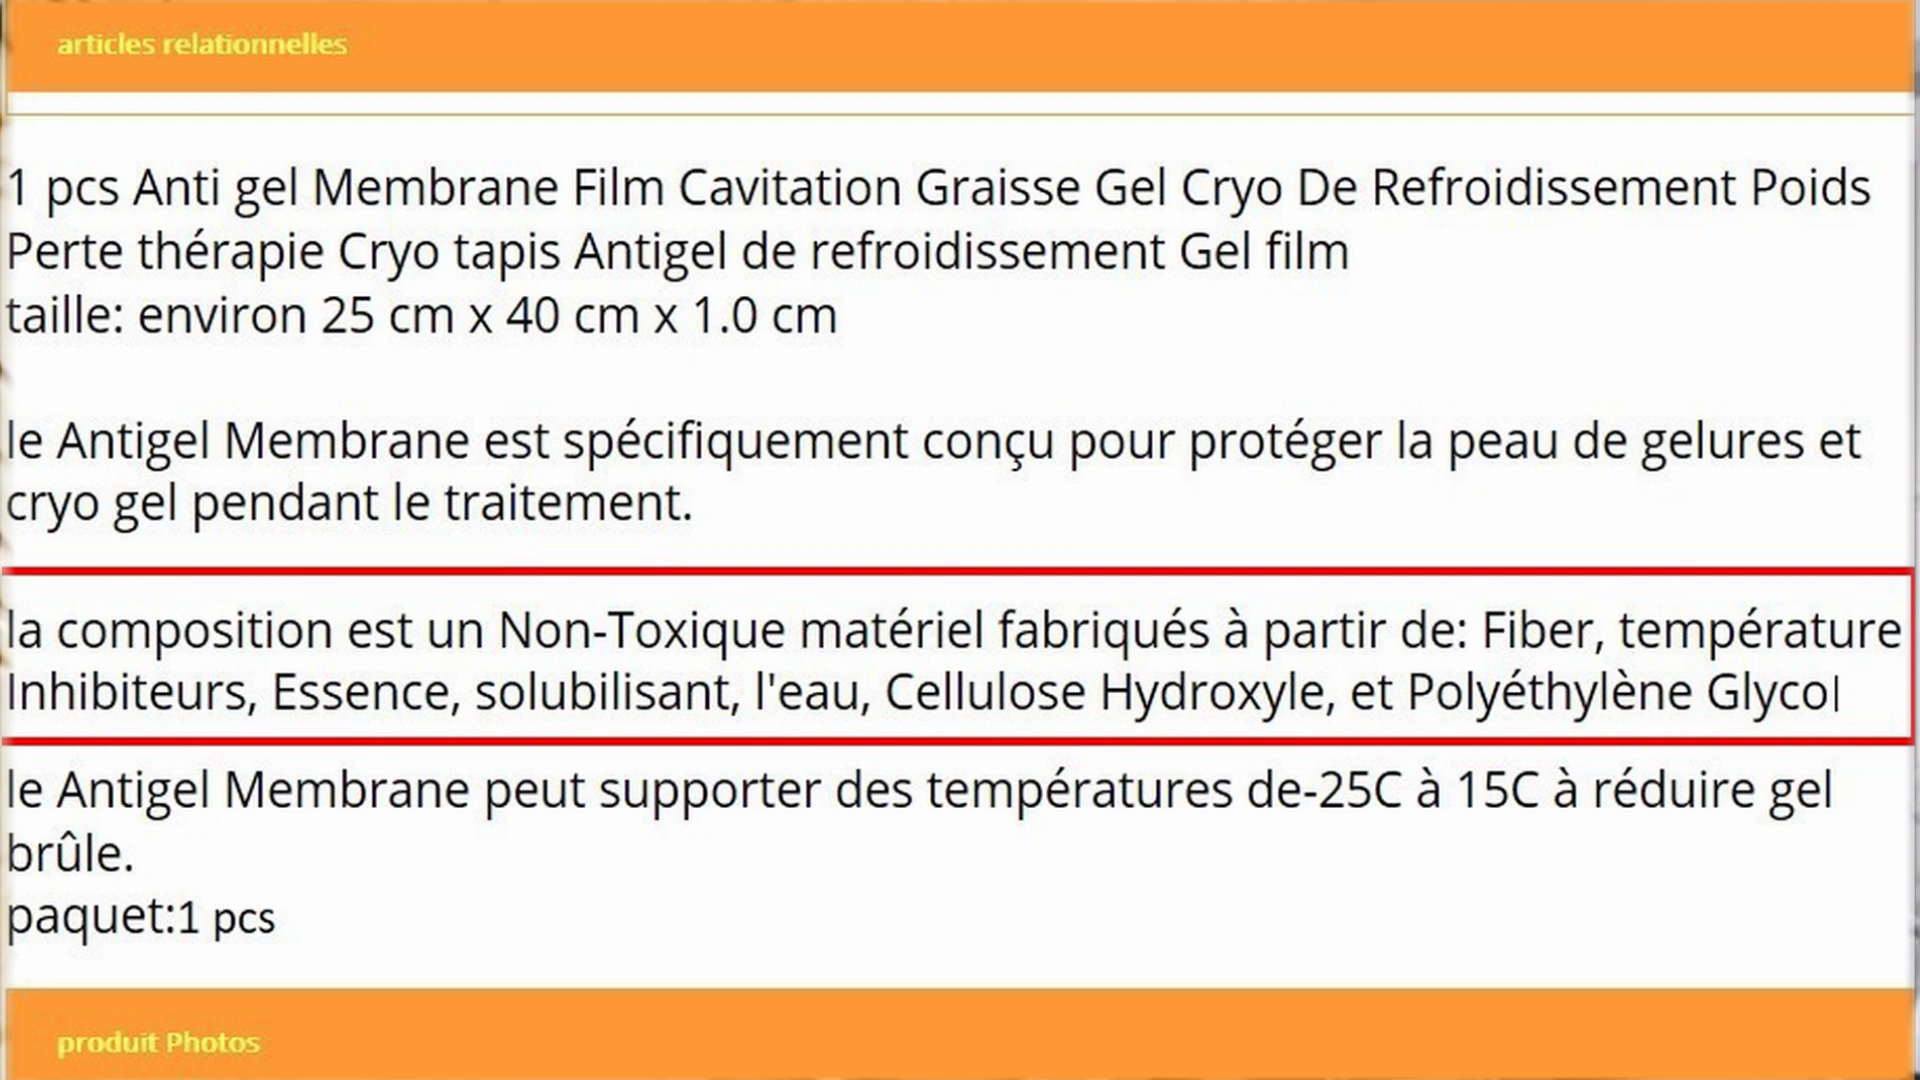 articles relationnelles
1 pcs Anti gel Membrane Film Cavitation Graisse Gel Cryo De Refroidissement Poids
Perte thérapie Cryo tapis Antigel de refroidissement Gel film
taille: environ 25 cm x 40 cm x 1.0 cm
le Antigel Membrane est spécifiquement conçu pour protéger la peau de gelures et
cryo gel pendant le traitement.
la composition est un Non-Toxique matériel fabriqués à partir de: Fiber, température
Inhibiteurs, Essence, solubilisant, l'eau, Cellulose Hydroxyle, et Polyéthylène Glycol
le Antigel Membrane peut supporter des températures de-25C à 15C à réduire gel
brûle.
paquet:1 pcs
produit Photos